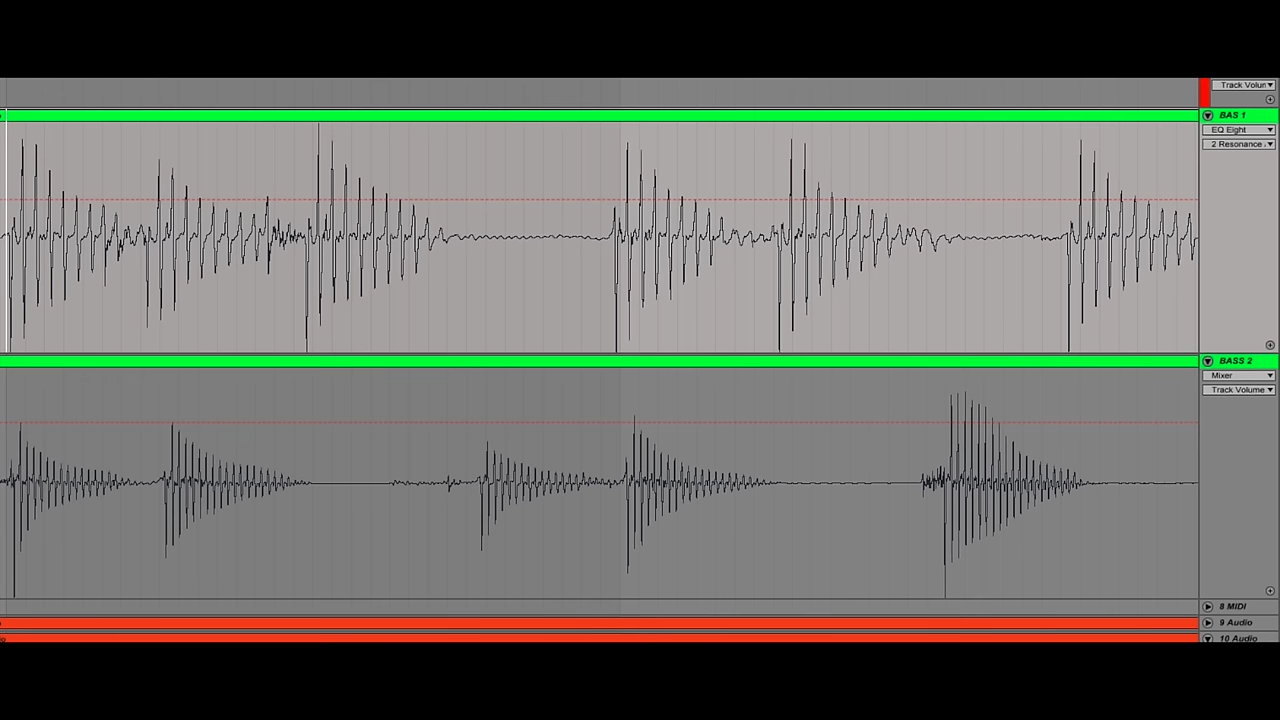 Track Volum
BAS 1
EQ Eight
2 Resonance
BASS 2
Mixer
Track Volume
8 MIDI
9 Audio
10 Audio